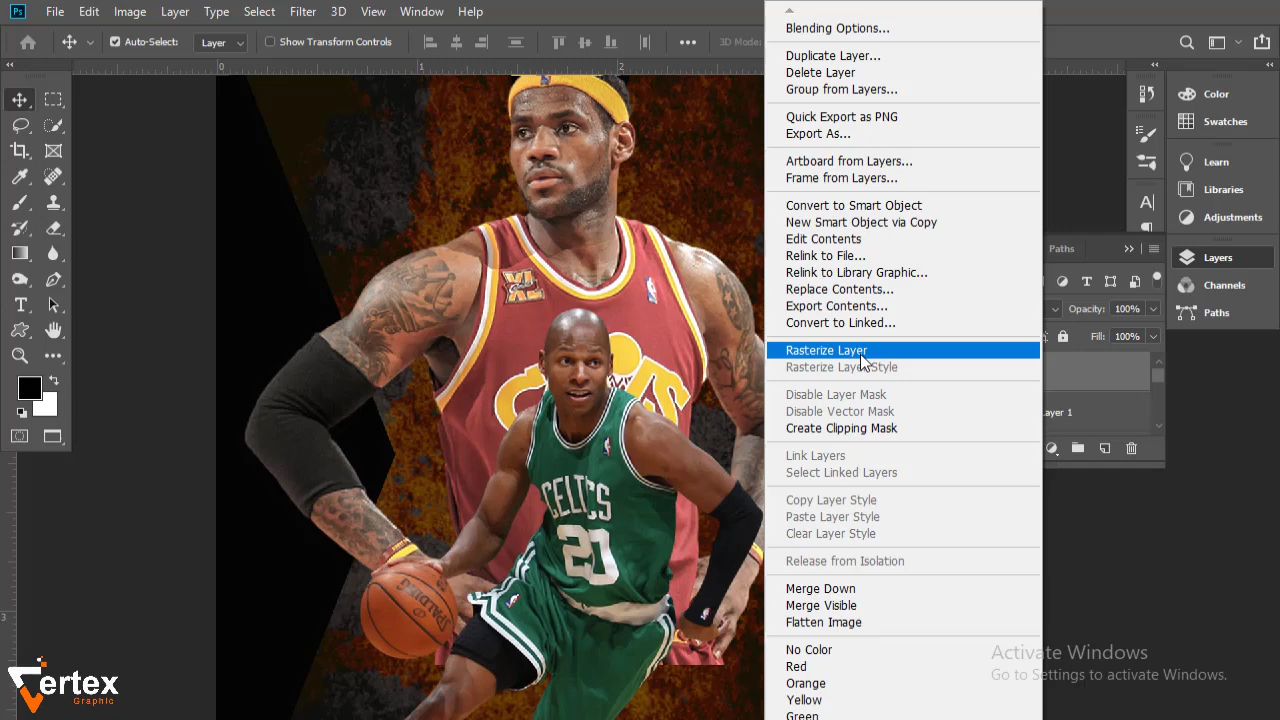 Ps File Edit Image Layer Type Select Filter 3D View Window Help
Auto-Select: Layer Show Transform Controls 3D Mode:
0 1 2
3
Blending Options...
Duplicate Layer...
Delete Layer
Group from Layers...
Quick Export as PNG
Export As...
Artboard from Layers...
Frame from Layers...
Convert to Smart Object
New Smart Object via Copy
Edit Contents
Relink to File...
Relink to Library Graphic...
Replace Contents...
Export Contents...
Convert to Linked...
Rasterize Layer
Rasterize Layer Style
Disable Layer Mask
Disable Vector Mask
Create Clipping Mask
Link Layers
Select Linked Layers
Copy Layer Style
Paste Layer Style
Clear Layer Style
Release from Isolation
Merge Down
Merge Visible
Flatten Image
No Color
Red
Orange
Yellow
Green
Color
Swatches
Learn
Libraries
Adjustments
Layers
Channels
Paths
Paths
Opacity: 100%
Fill: 100%
ayer 1
CELTICS
20
SPALDING
ertex
Graphic
Activate Windows
Go to Settings to activate Windows.